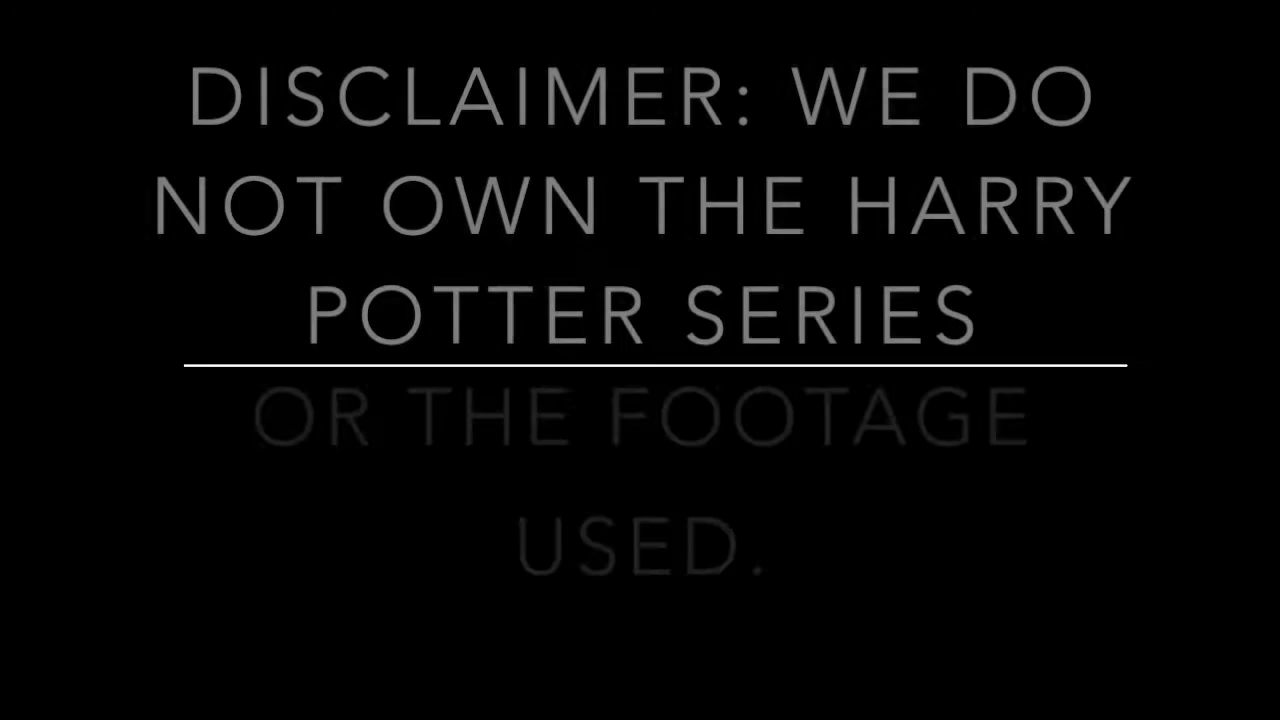 DISCLAIMER: WE DO
NOT OWN THE HARRY
POTTER SERIES
OR THE FOOTAGE
USED.